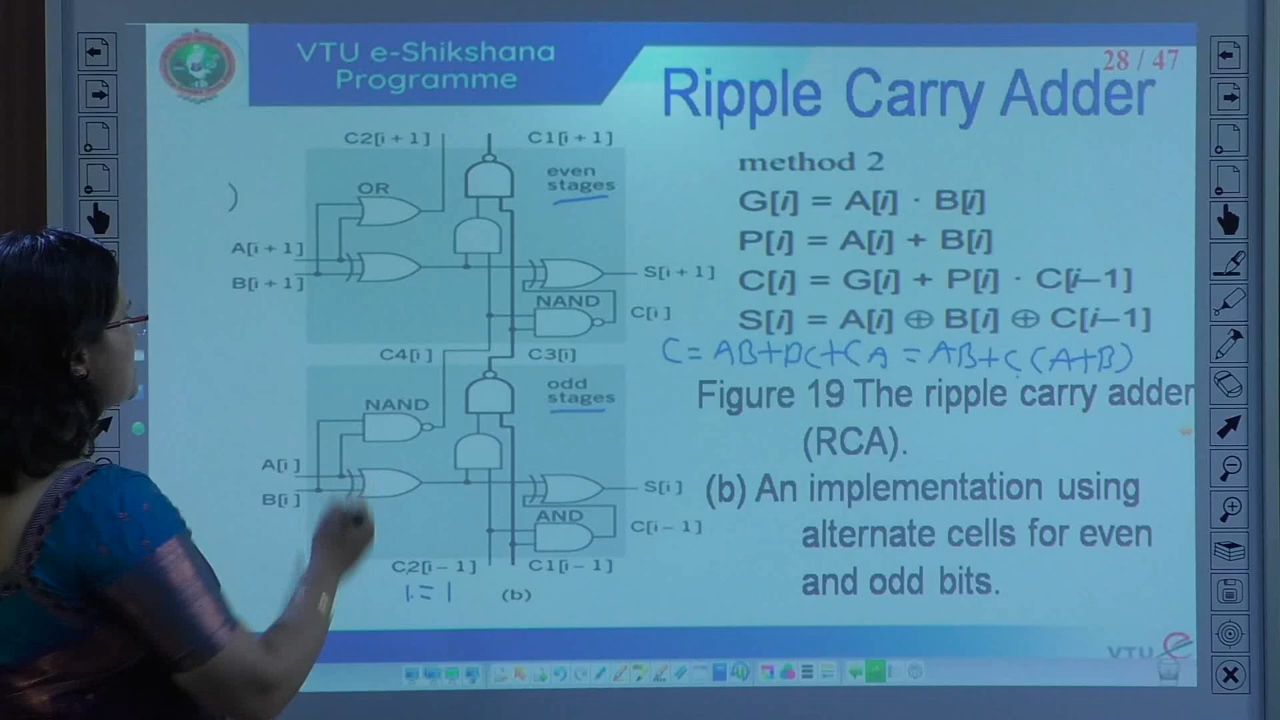 VTU e-Shikshana
Programme
28 / 47
Ripple Carry Adder
C2[i + 1]
C1[i + 1]
even
stages
OR
A[i + 1]
B[i + 1]
S[i + 1]
NAND
C[i]
C4[i]
C3[i]
odd
stages
NAND
A[i]
B[i]
S[i]
AND
C[i − 1]
C2[i − 1]
C1[i − 1]
i = 1
(b)
method 2
G[i] = A[i] · B[i]
P[i] = A[i] + B[i]
C[i] = G[i] + P[i] · C[i–1]
S[i] = A[i] ⊕ B[i] ⊕ C[i–1]
C = AB+BC+CA = AB+C(A+B)
Figure 19 The ripple carry adder
(RCA).
(b) An implementation using
alternate cells for even
and odd bits.
VTU e